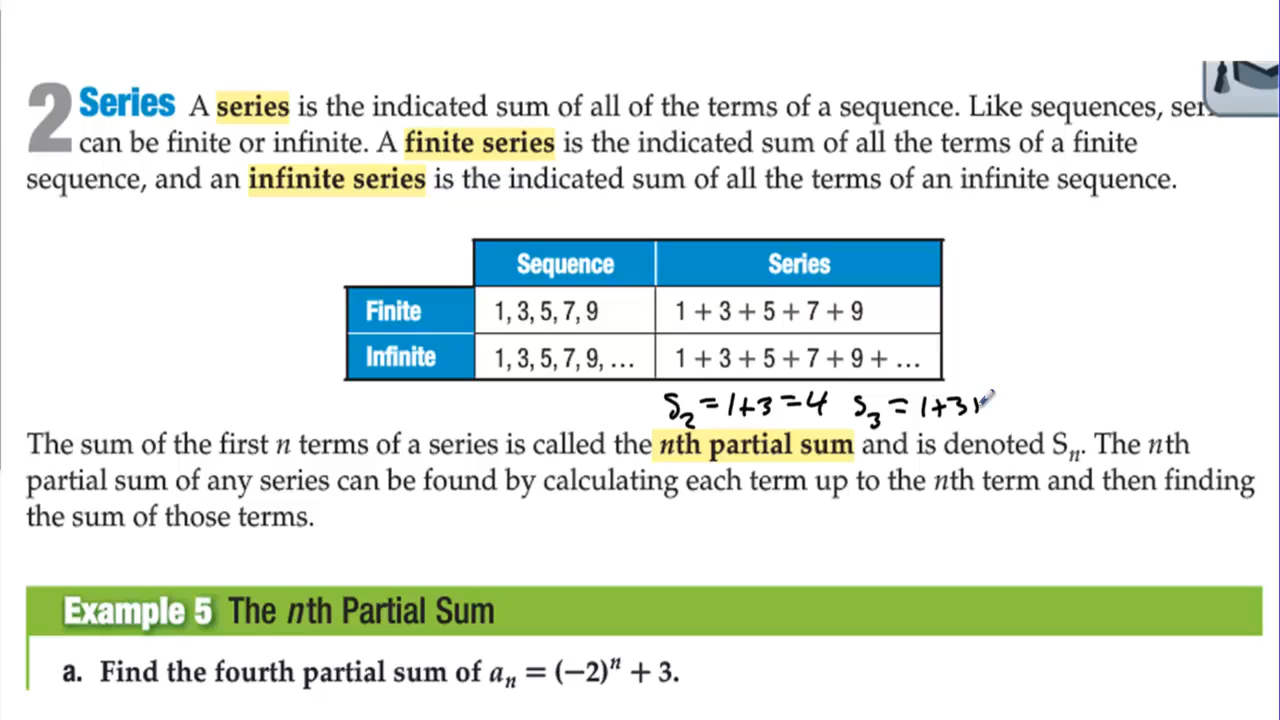 2 Series A series is the indicated sum of all of the terms of a sequence. Like sequences,
can be finite or infinite. A finite series is the indicated sum of all the terms of a finite
sequence, and an infinite series is the indicated sum of all the terms of an infinite sequence.
Sequence Series
Finite 1, 3, 5, 7, 9 1 + 3 + 5 + 7 + 9
Infinite 1, 3, 5, 7, 9, … 1 + 3 + 5 + 7 + 9 + …
S₂ = 1+3 = 4 S₃ = 1+3
The sum of the first n terms of a series is called the nth partial sum and is denoted Sₙ. The nth
partial sum of any series can be found by calculating each term up to the nth term and then finding
the sum of those terms.
Example 5 The nth Partial Sum
a. Find the fourth partial sum of aₙ = (−2)ⁿ + 3.